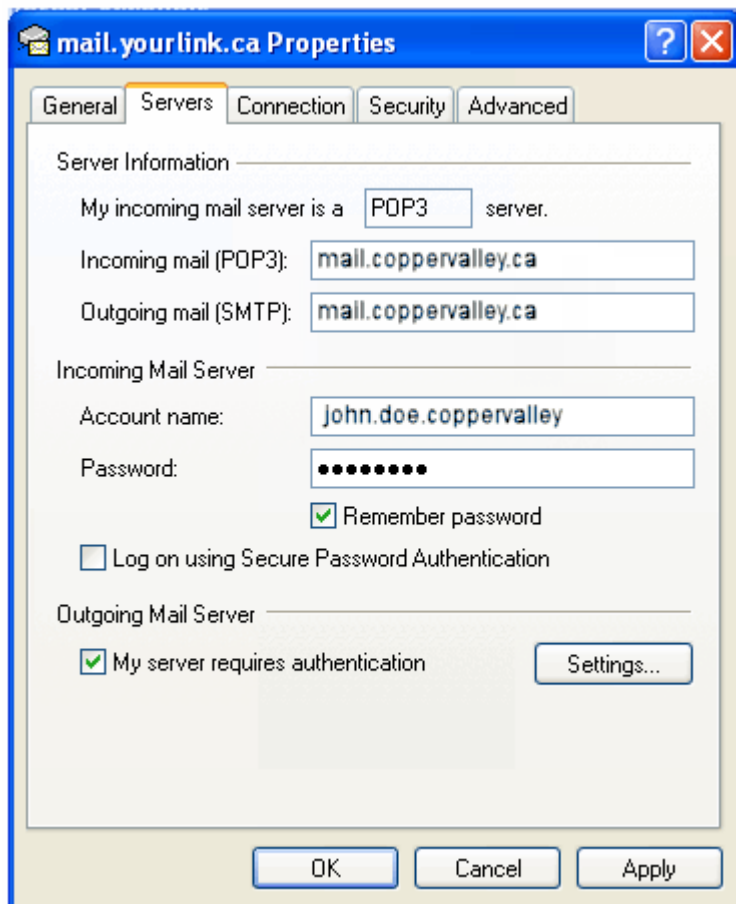 mail.yourlink.ca Properties
General Servers Connection Security Advanced
Server Information
My incoming mail server is a POP3 server.
Incoming mail (POP3): mail.coppervalley.ca
Outgoing mail (SMTP): mail.coppervalley.ca
Incoming Mail Server
Account name: john.doe.coppervalley
Password: ●●●●●●●●
Remember password
Log on using Secure Password Authentication
Outgoing Mail Server
My server requires authentication Settings...
OK Cancel Apply